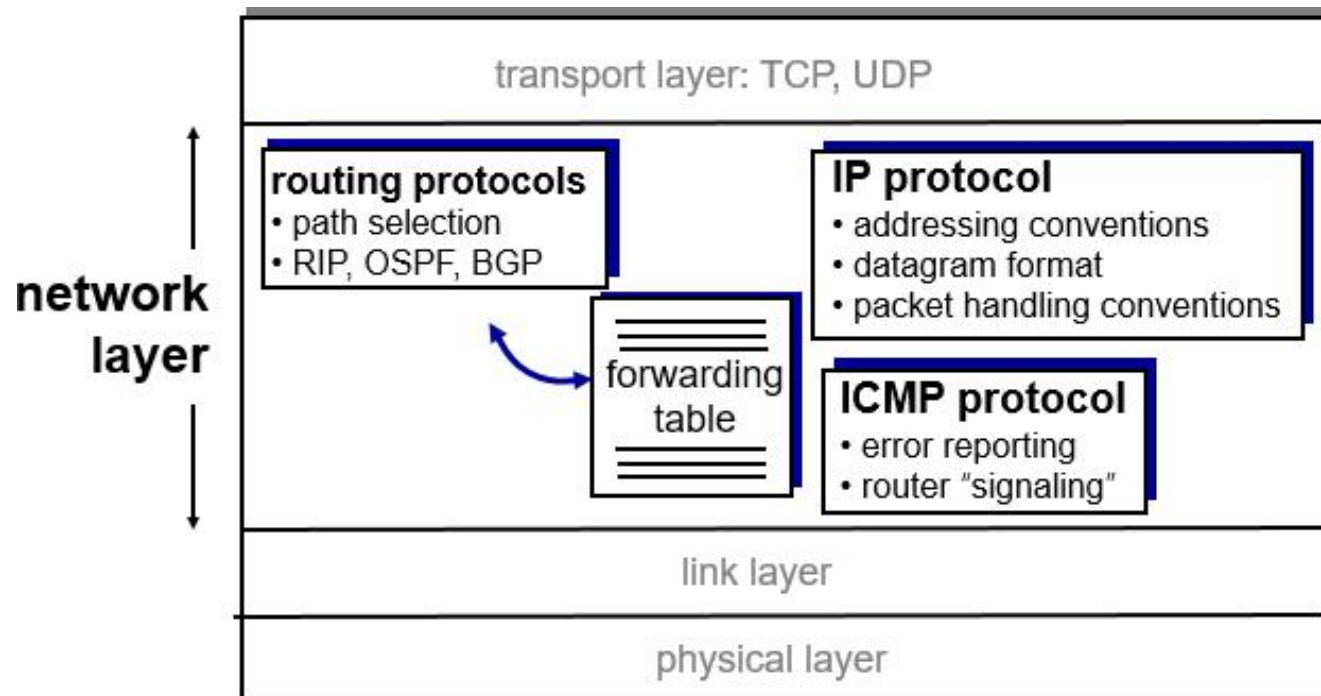 transport layer: TCP, UDP
network
layer
routing protocols
• path selection
• RIP, OSPF, BGP
forwarding
table
IP protocol
• addressing conventions
• datagram format
• packet handling conventions
ICMP protocol
• error reporting
• router "signaling"
link layer
physical layer